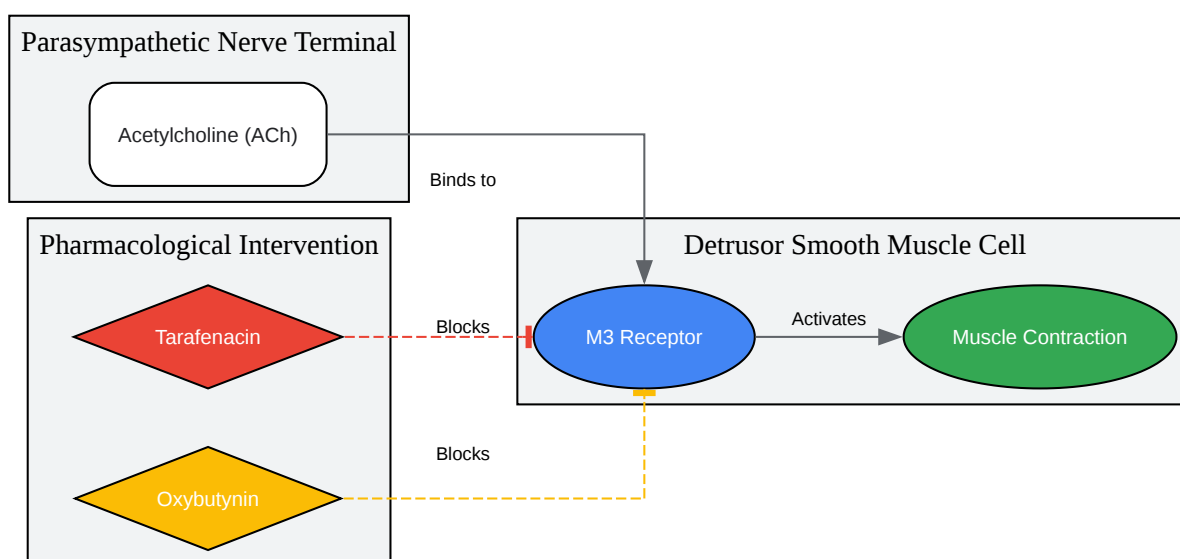 Parasympathetic Nerve Terminal
Acetylcholine (ACh)
Binds to
Pharmacological Intervention
Detrusor Smooth Muscle Cell
Tarafenacin
Blocks
M3 Receptor
Activates
Muscle Contraction
Blocks
Oxybutynin